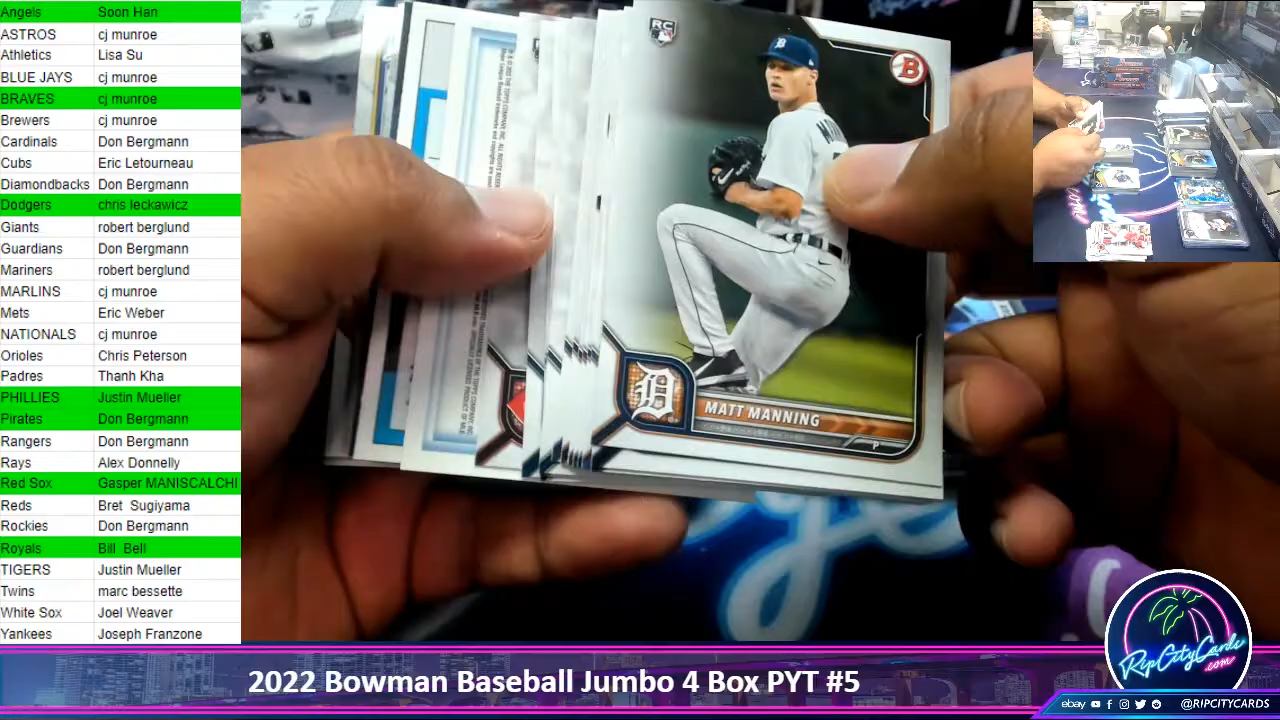 Angels Soon Han
ASTROS cj munroe
Athletics Lisa Su
BLUE JAYS cj munroe
BRAVES cj munroe
Brewers cj munroe
Cardinals Don Bergmann
Cubs Eric Letourneau
Diamondbacks Don Bergmann
Dodgers chris leckawicz
Giants robert berglund
Guardians Don Bergmann
Mariners robert berglund
MARLINS cj munroe
Mets Eric Weber
NATIONALS cj munroe
Orioles Chris Peterson
Padres Thanh Kha
PHILLIES Justin Mueller
Pirates Don Bergmann
Rangers Don Bergmann
Rays Alex Donnelly
Red Sox Gasper MANISCALCHI
Reds Bret Sugiyama
Rockies Don Bergmann
Royals Bill Bell
TIGERS Justin Mueller
Twins marc bessette
White Sox Joel Weaver
Yankees Joseph Franzone
RC
B
D
MATT MANNING
P
2022 Bowman Baseball Jumbo 4 Box PYT #5
RipCityCards
.com
ebay
@RIPCITYCARDS